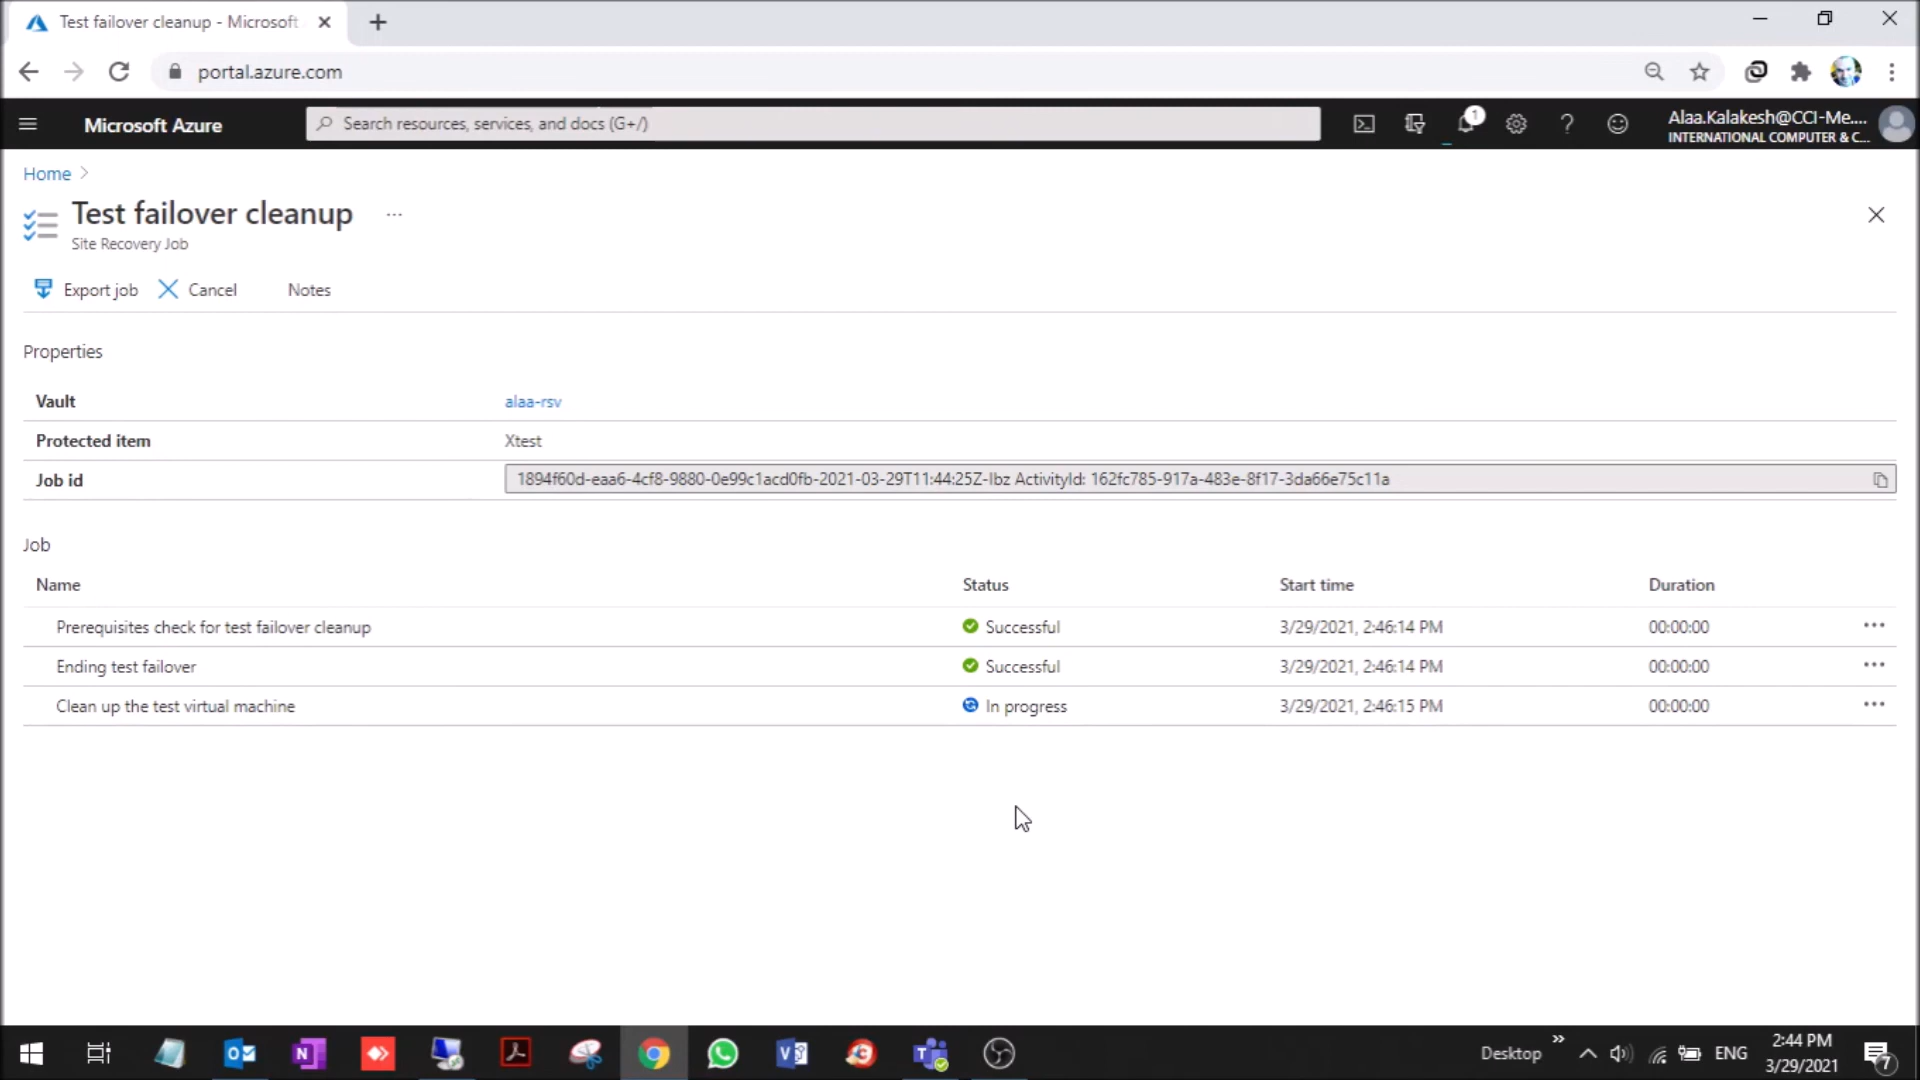 Test failover cleanup - Microsoft
portal.azure.com
Microsoft Azure
Search resources, services, and docs (G+/)
1
Alaa.Kalakesh@CCI-Me....
INTERNATIONAL COMPUTER & C...
Home
Test failover cleanup ...
Site Recovery Job
Export job Cancel Notes
Properties
Vault alaa-rsv
Protected item Xtest
Job id 1894f60d-eaa6-4cf8-9880-0e99c1acd0fb-2021-03-29T11:44:25Z-Ibz ActivityId: 162fc785-917a-483e-8f17-3da66e75c11a
Job
Name Status Start time Duration
Prerequisites check for test failover cleanup Successful 3/29/2021, 2:46:14 PM 00:00:00
Ending test failover Successful 3/29/2021, 2:46:14 PM 00:00:00
Clean up the test virtual machine In progress 3/29/2021, 2:46:15 PM 00:00:00
Desktop ENG 2:44 PM
3/29/2021
7